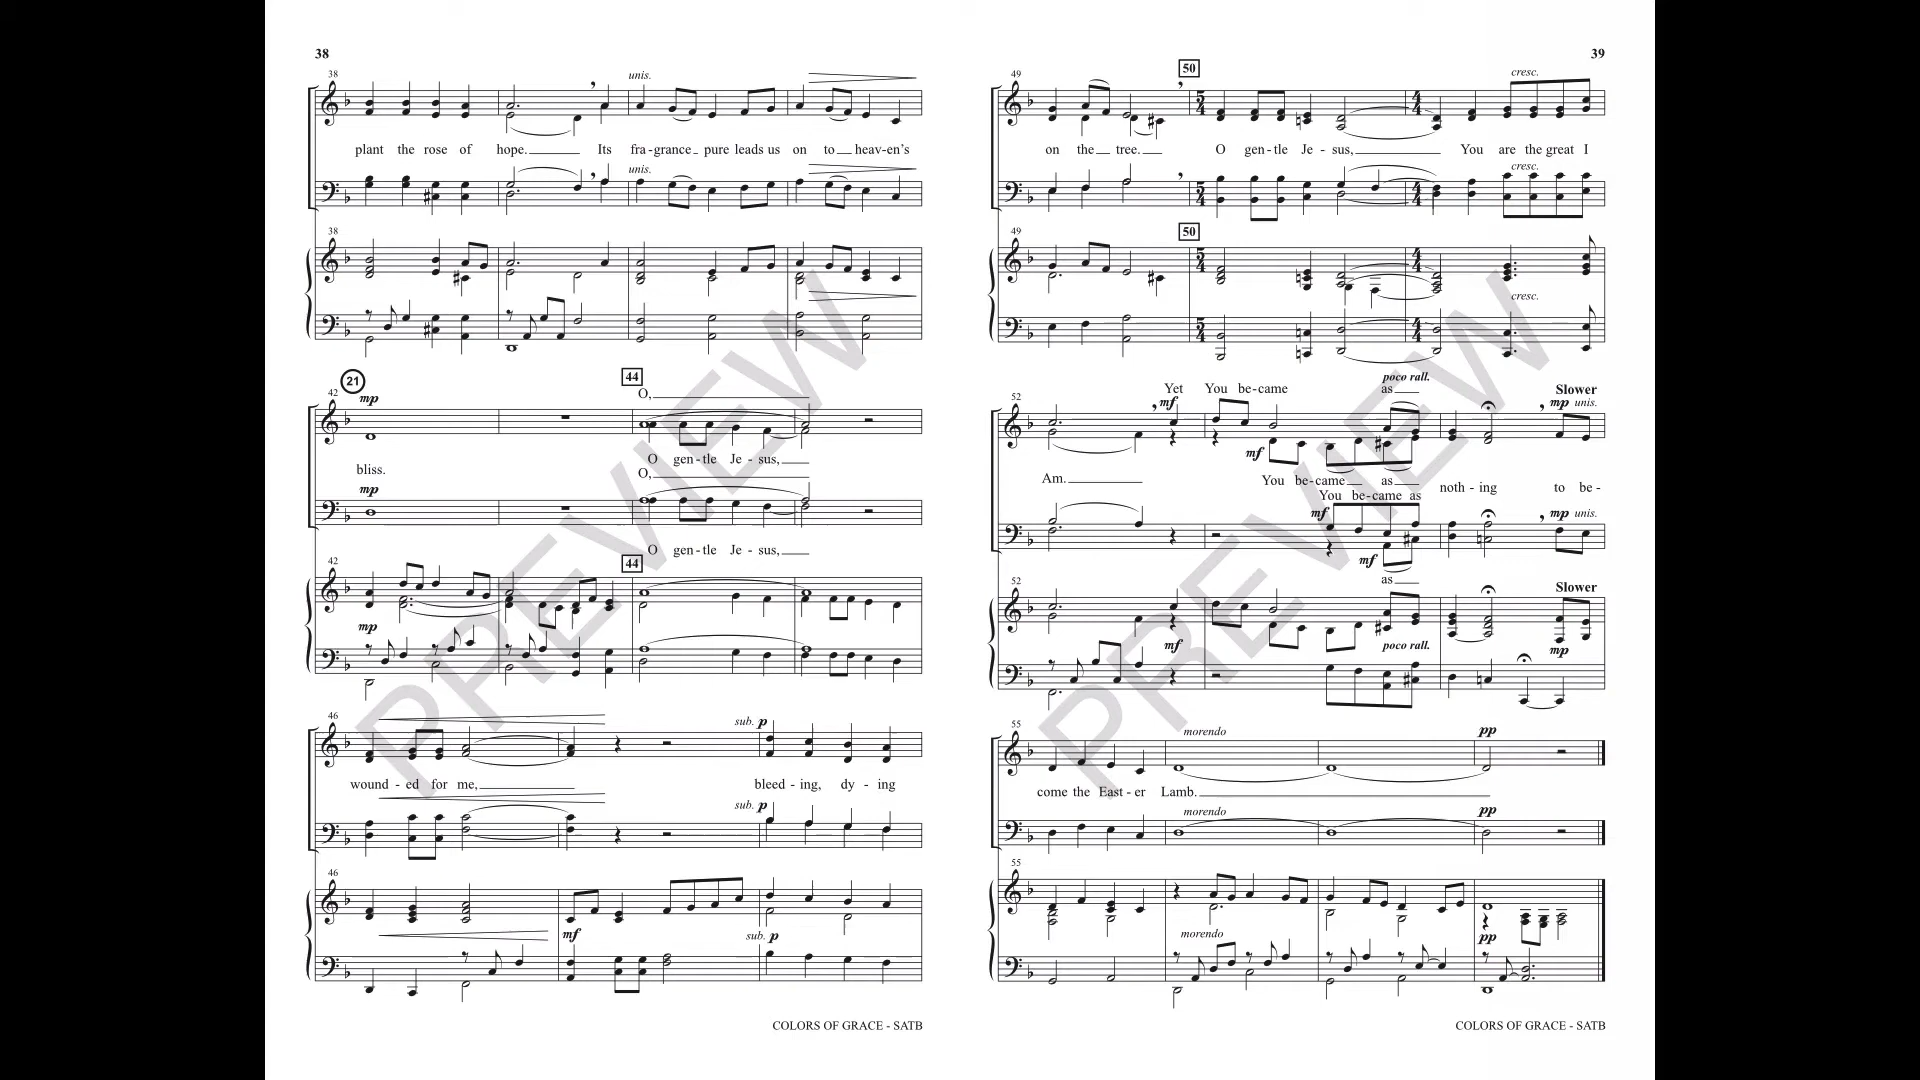 38
38
unis.
plant the rose of hope. Its fra-grance pure leads us on to heav-en's
unis.
38
21
42
mp
44
O,
O gen-tle Je-sus,
bliss.
O,
mp
O gen-tle Je-sus,
42
44
mp
46
sub. p
wound-ed for me, bleed-ing, dy-ing
sub. p
46
mf
sub. p
COLORS OF GRACE - SATB
39
49
50
cresc.
on the tree. O gen-tle Je-sus, You are the great I
cresc.
49
50
cresc.
poco rall.
Yet You be-came as
Slower
52
mf
mp unis.
mf
Am. You be-came as
noth-ing to be-
You be-came as
mf
mp unis.
mf
as
52
Slower
mf
poco rall.
mp
55
morendo
pp
come the East-er Lamb.
morendo
pp
55
morendo
pp
COLORS OF GRACE - SATB
PREVIEW
PREVIEW